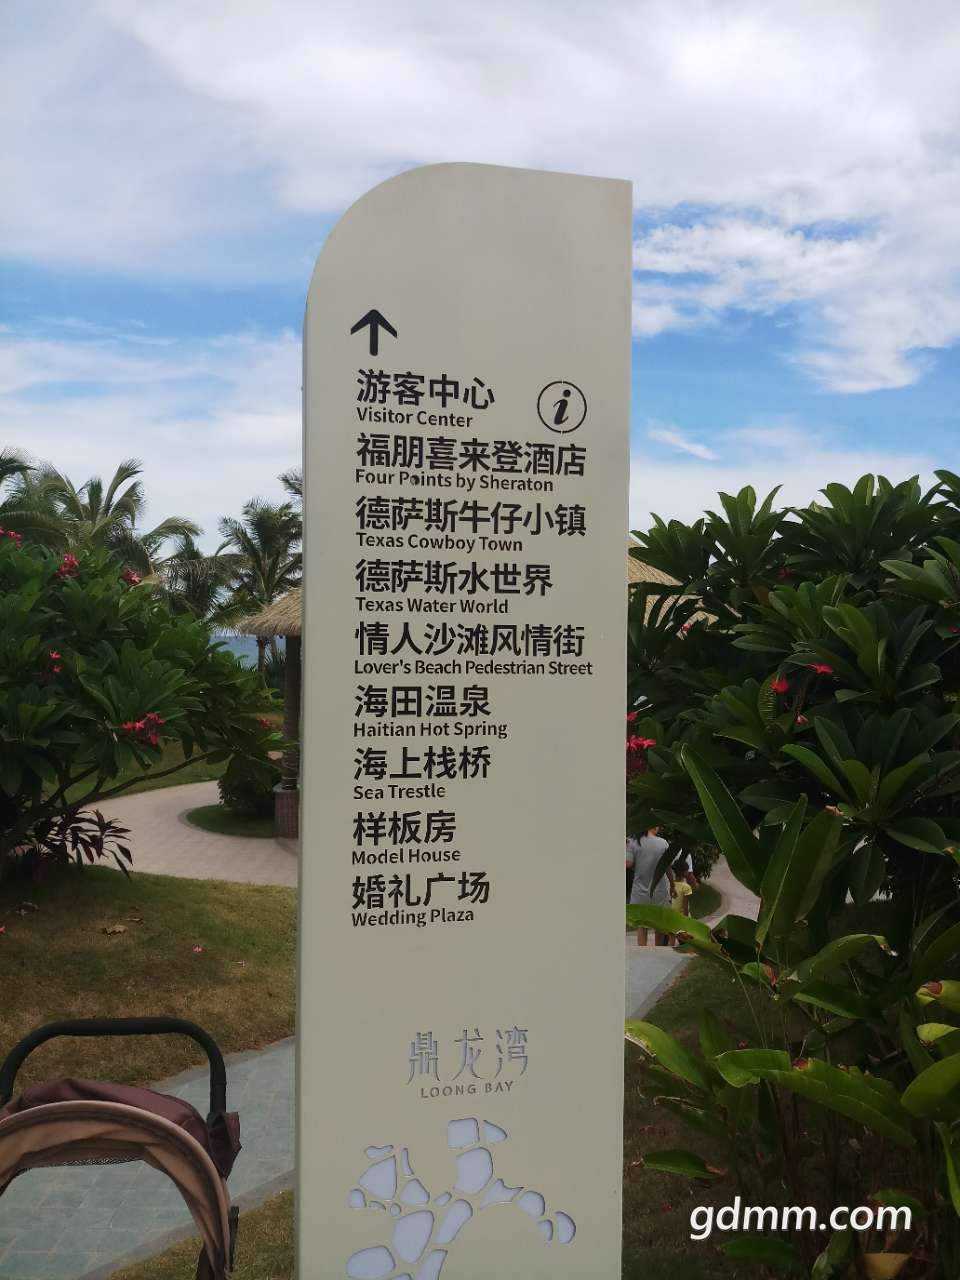 游客中心
Visitor Center
i
福朋喜来登酒店
Four Points by Sheraton
德萨斯牛仔小镇
Texas Cowboy Town
德萨斯水世界
Texas Water World
情人沙滩风情街
Lover's Beach Pedestrian Street
海田温泉
Haitian Hot Spring
海上栈桥
Sea Trestle
样板房
Model House
婚礼广场
Wedding Plaza
鼎龙湾
LOONG BAY
gdmm.com